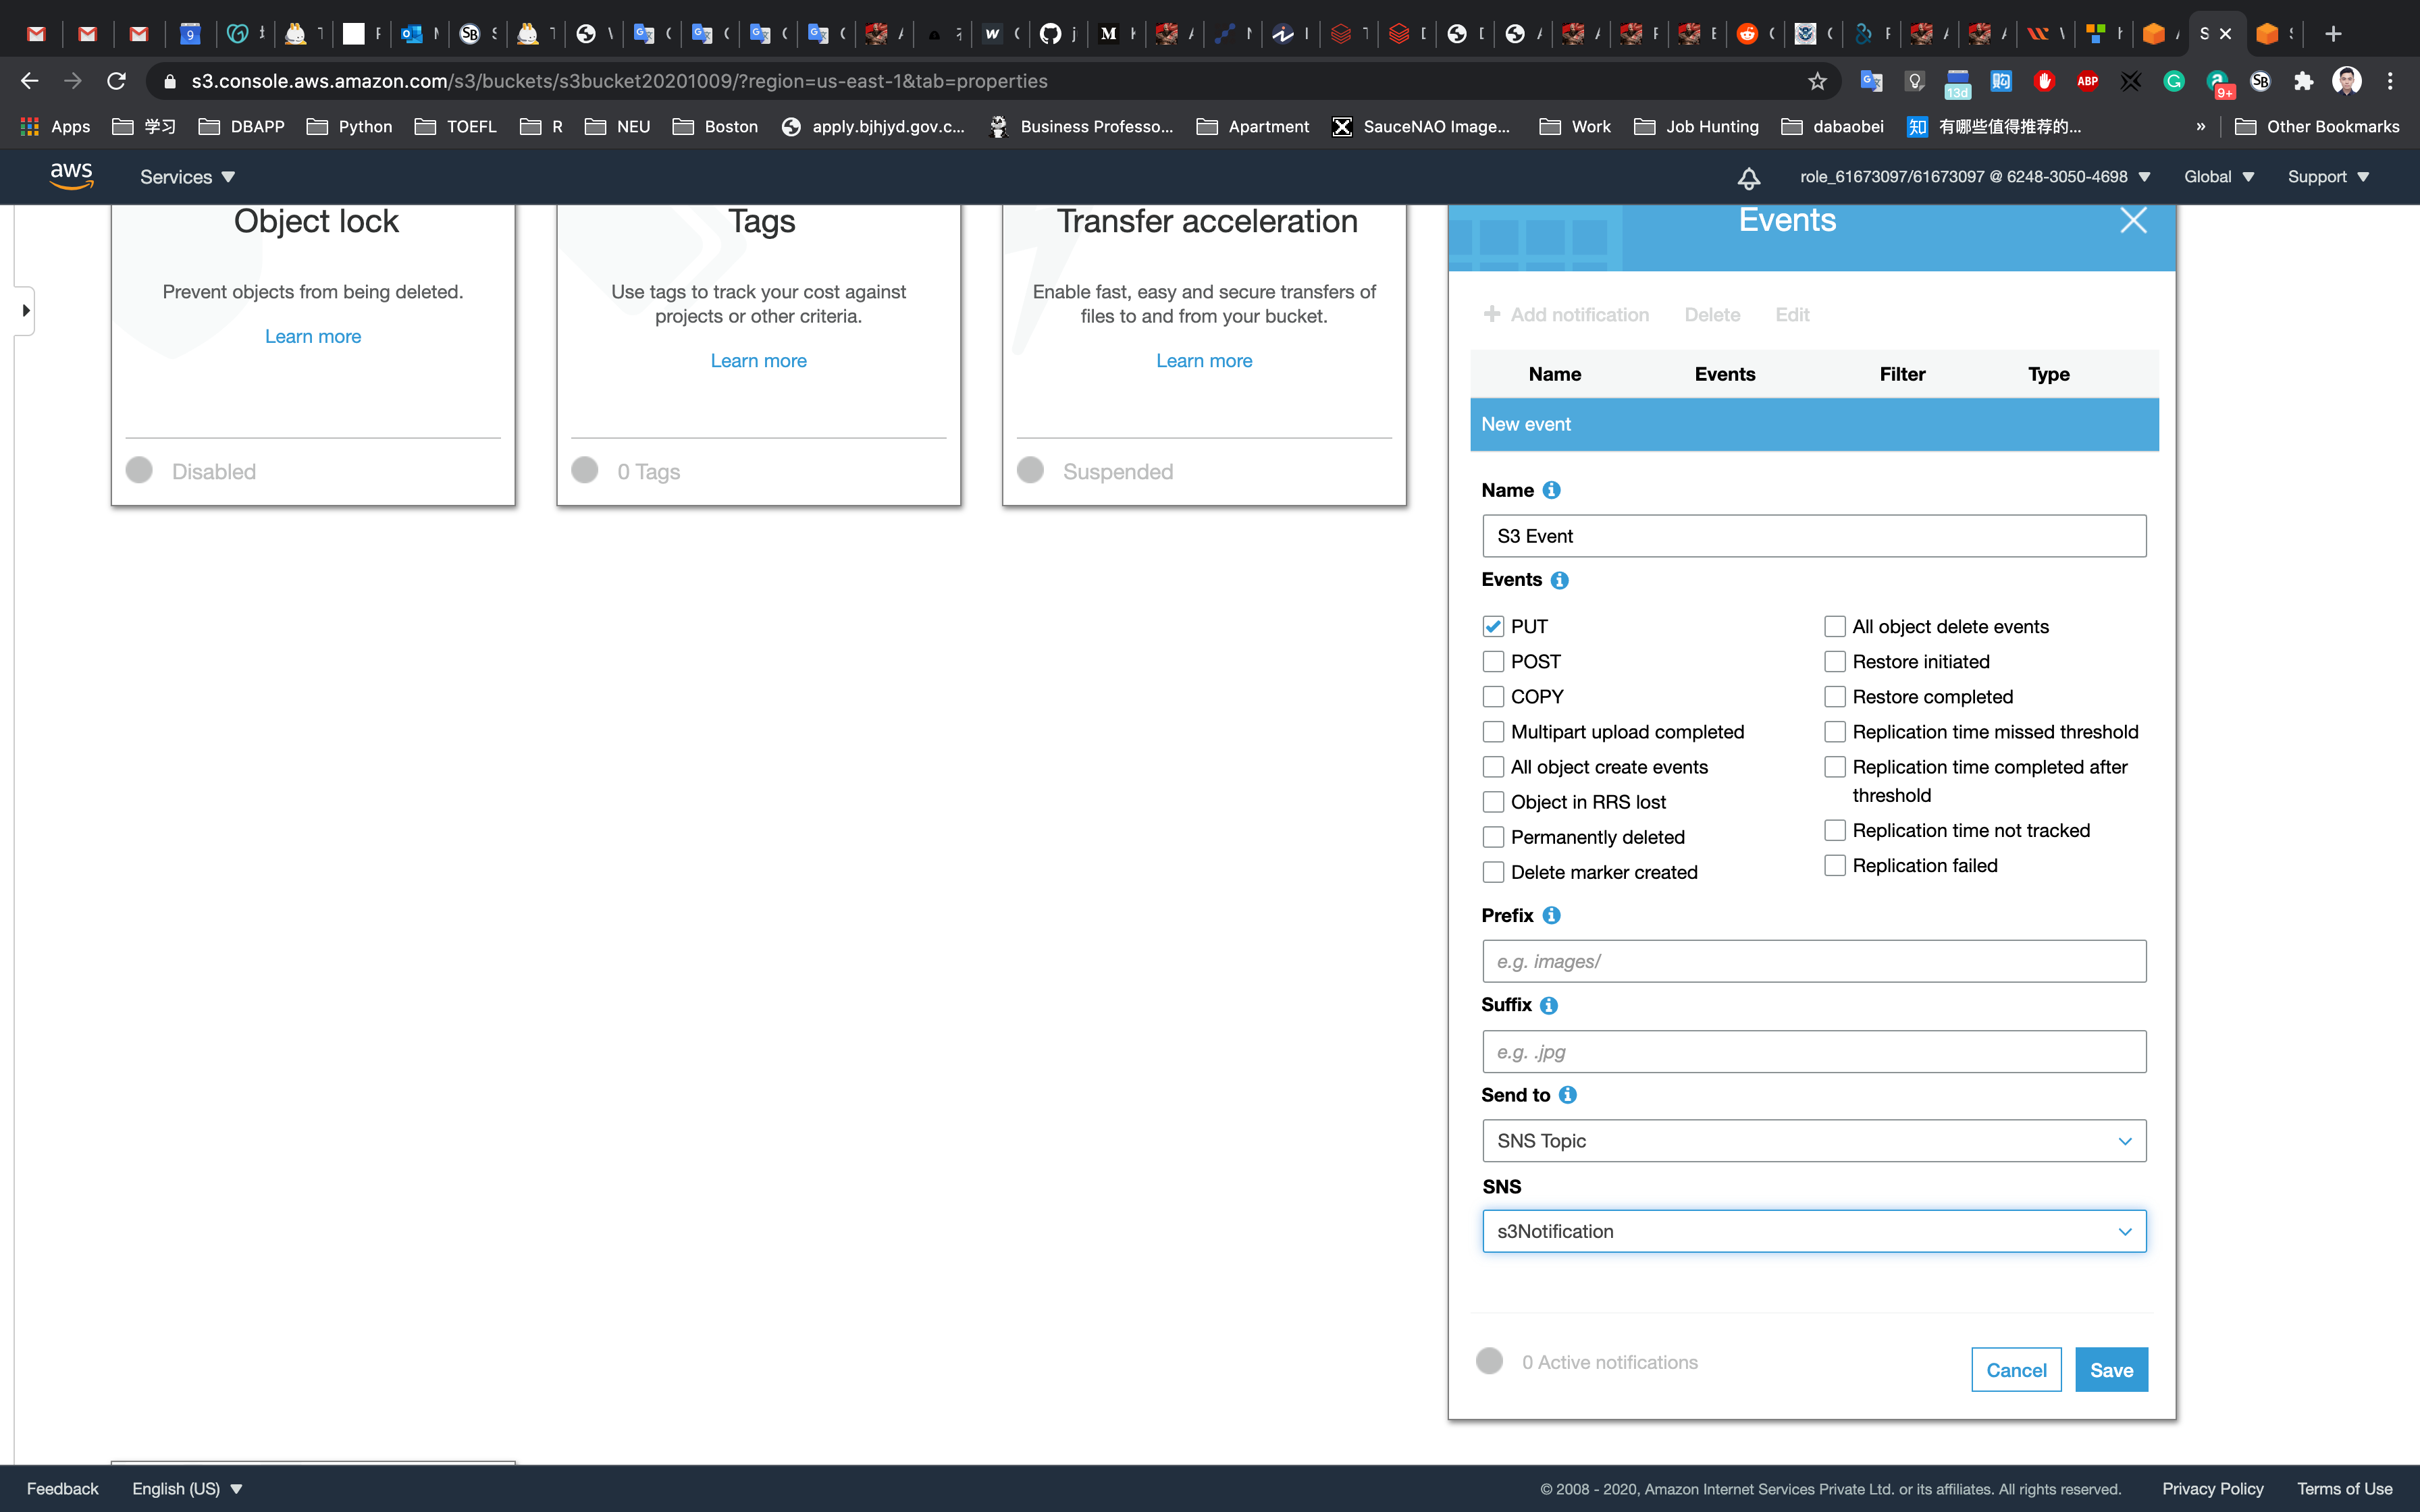 s3.console.aws.amazon.com/s3/buckets/s3bucket20201009/?region=us-east-1&tab=properties
13d
ABP
9+
Apps
学习
DBAPP
Python
TOEFL
R
NEU
Boston
apply.bjhjyd.gov.c...
Business Professo...
Apartment
SauceNAO Image...
Work
Job Hunting
dabaobei
知 有哪些值得推荐的...
»
Other Bookmarks
aws
Services
role_61673097/61673097 @ 6248-3050-4698
Global
Support
Object lock
Prevent objects from being deleted.
Learn more
Disabled
Tags
Use tags to track your cost against
projects or other criteria.
Learn more
0 Tags
Transfer acceleration
Enable fast, easy and secure transfers of
files to and from your bucket.
Learn more
Suspended
Events
+ Add notification Delete Edit
Name Events Filter Type
New event
Name
S3 Event
Events
PUT
POST
COPY
Multipart upload completed
All object create events
Object in RRS lost
Permanently deleted
Delete marker created
All object delete events
Restore initiated
Restore completed
Replication time missed threshold
Replication time completed after
threshold
Replication time not tracked
Replication failed
Prefix
e.g. images/
Suffix
e.g. .jpg
Send to
SNS Topic
SNS
s3Notification
0 Active notifications
Cancel
Save
Feedback
English (US)
© 2008 - 2020, Amazon Internet Services Private Ltd. or its affiliates. All rights reserved.
Privacy Policy
Terms of Use